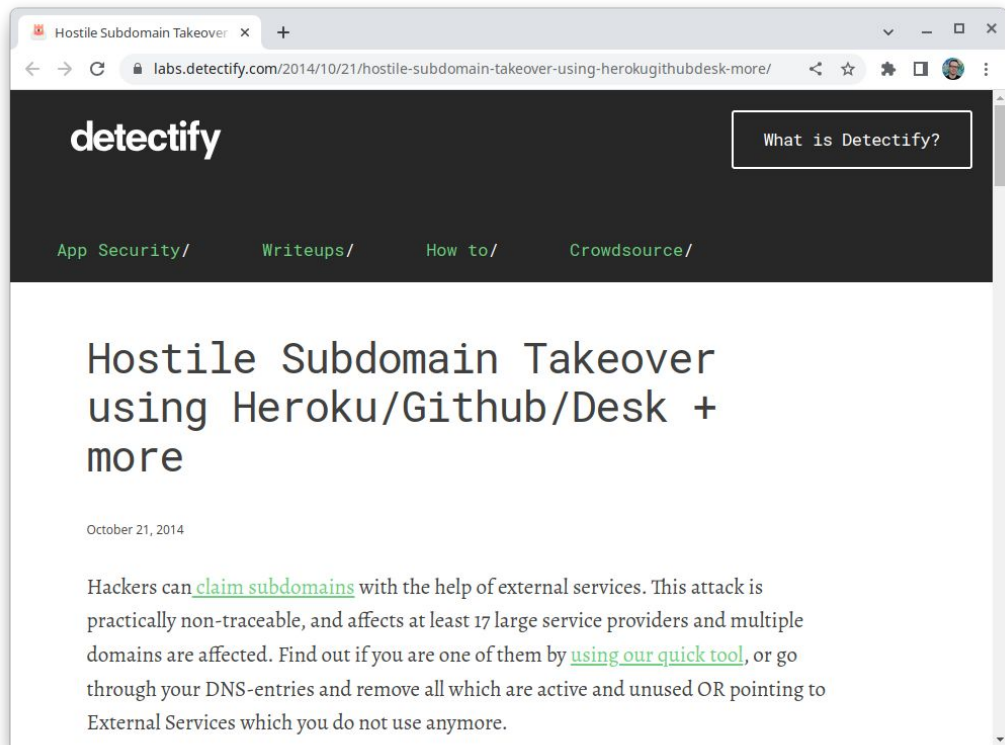 Hostile Subdomain Takeover
labs.detectify.com/2014/10/21/hostile-subdomain-takeover-using-herokugithubdesk-more/
detectify
What is Detectify?
App Security/ Writeups/ How to/ Crowdsource/
Hostile Subdomain Takeover
using Heroku/Github/Desk +
more
October 21, 2014
Hackers can claim subdomains with the help of external services. This attack is
practically non-traceable, and affects at least 17 large service providers and multiple
domains are affected. Find out if you are one of them by using our quick tool, or go
through your DNS-entries and remove all which are active and unused OR pointing to
External Services which you do not use anymore.